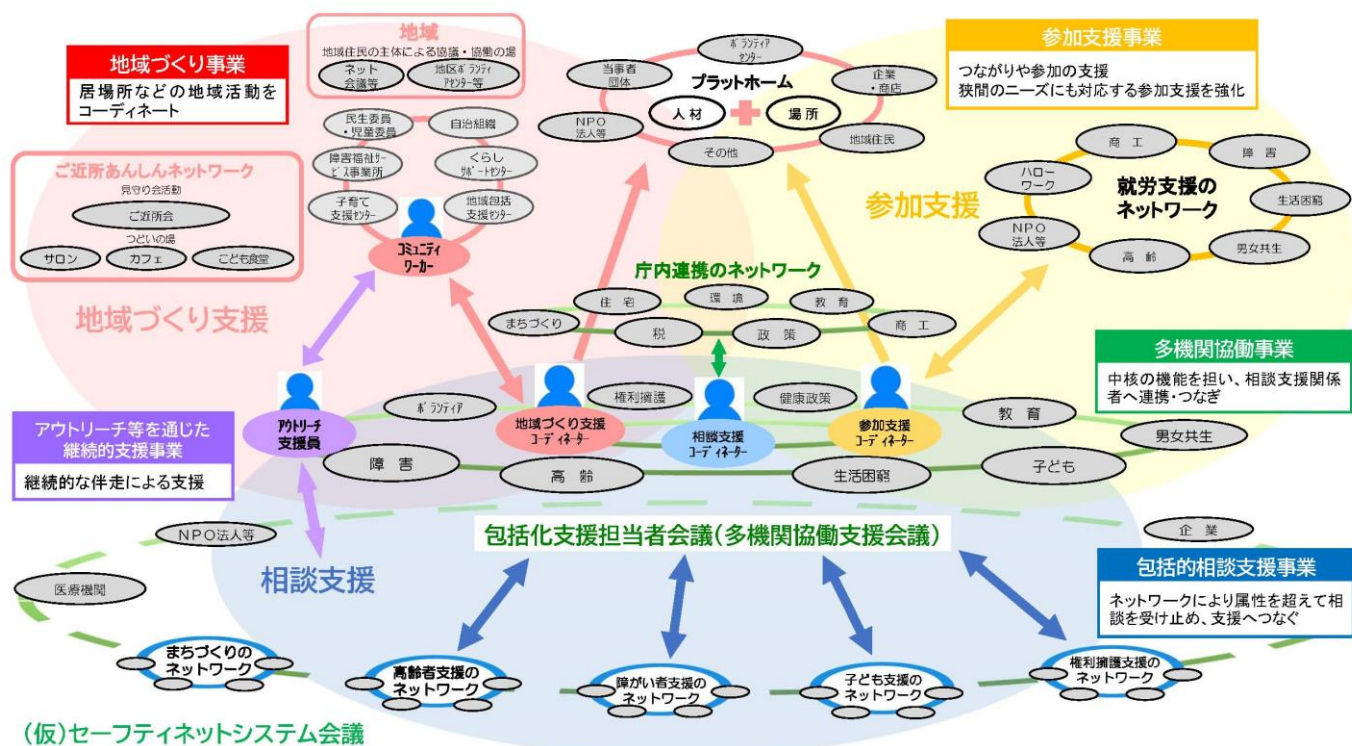 地域づくり事業
居場所などの地域活動を
コーディネート
地域
地域住民の主体による協議・協働の場
ネット
会議等
地区ボランティ
アセンター等
民生委員
・児童委員
自治組織
障害福祉サー
ビス事業所
くらし
サポートセンター
子育て
支援センター
地域包括
支援センター
コミュニティ
ワーカー
ご近所あんしんネットワーク
見守り会活動
ご近所会
つどいの場
サロン
カフェ
こども食堂
地域づくり支援
ボランティア
センター
当事者
団体
企業
・商店
プラットホーム
人材
場所
NPO
法人等
地域住民
その他
参加支援事業
つながりや参加の支援
狭間のニーズにも対応する参加支援を強化
参加支援
商工
障害
ハロー
ワーク
就労支援の
ネットワーク
生活困窮
NPO
法人等
高齢
男女共生
庁内連携のネットワーク
住宅
環境
教育
まちづくり
税
政策
商工
多機関協働事業
中核の機能を担い、相談支援関係
者へ連携・つなぎ
アウトリーチ等を通じた
継続的支援事業
継続的な伴走による支援
アウトリーチ
支援員
ボランティア
地域づくり支援
コーディネーター
権利擁護
相談支援
コーディネーター
健康政策
参加支援
コーディネーター
教育
男女共生
障害
高齢
生活困窮
子ども
包括化支援担当者会議(多機関協働支援会議)
NPO法人等
企業
医療機関
相談支援
包括的相談支援事業
ネットワークにより属性を超えて相
談を受け止め、支援へつなぐ
まちづくりの
ネットワーク
高齢者支援の
ネットワーク
障がい者支援の
ネットワーク
子ども支援の
ネットワーク
権利擁護支援の
ネットワーク
(仮)セーフティネットシステム会議